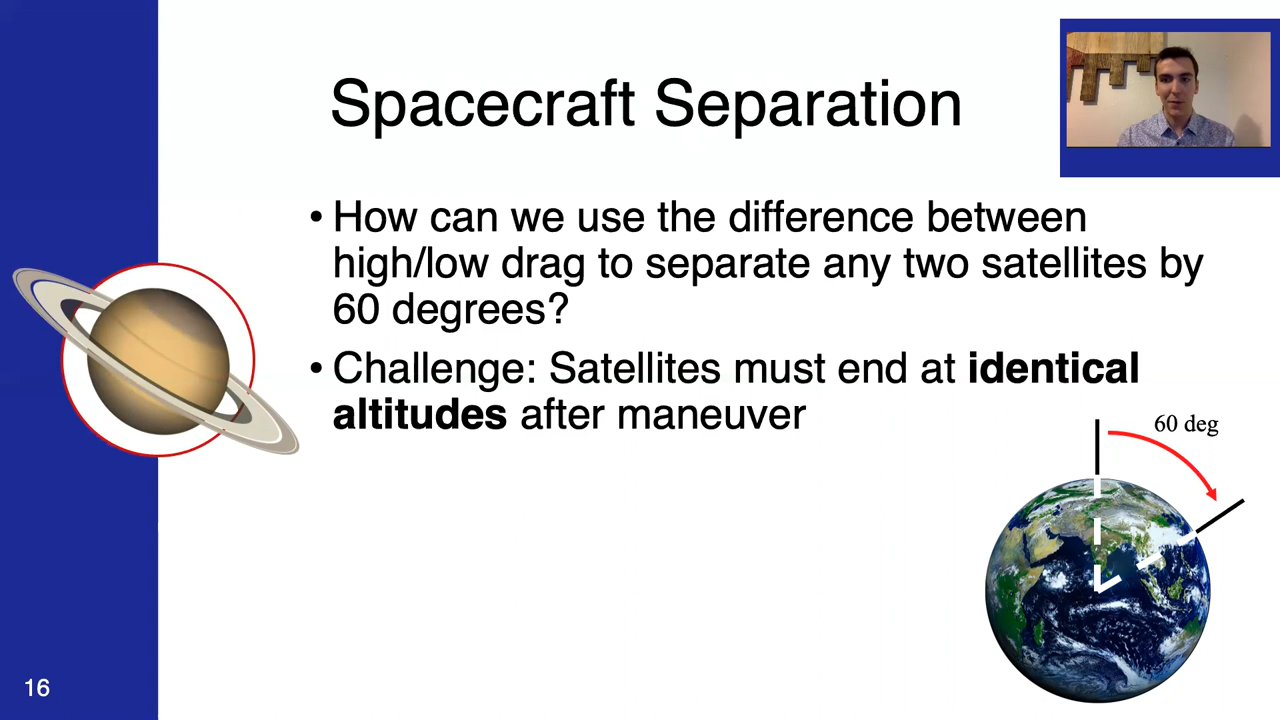 Spacecraft Separation
• How can we use the difference between
high/low drag to separate any two satellites by
60 degrees?
• Challenge: Satellites must end at identical
altitudes after maneuver
60 deg
16